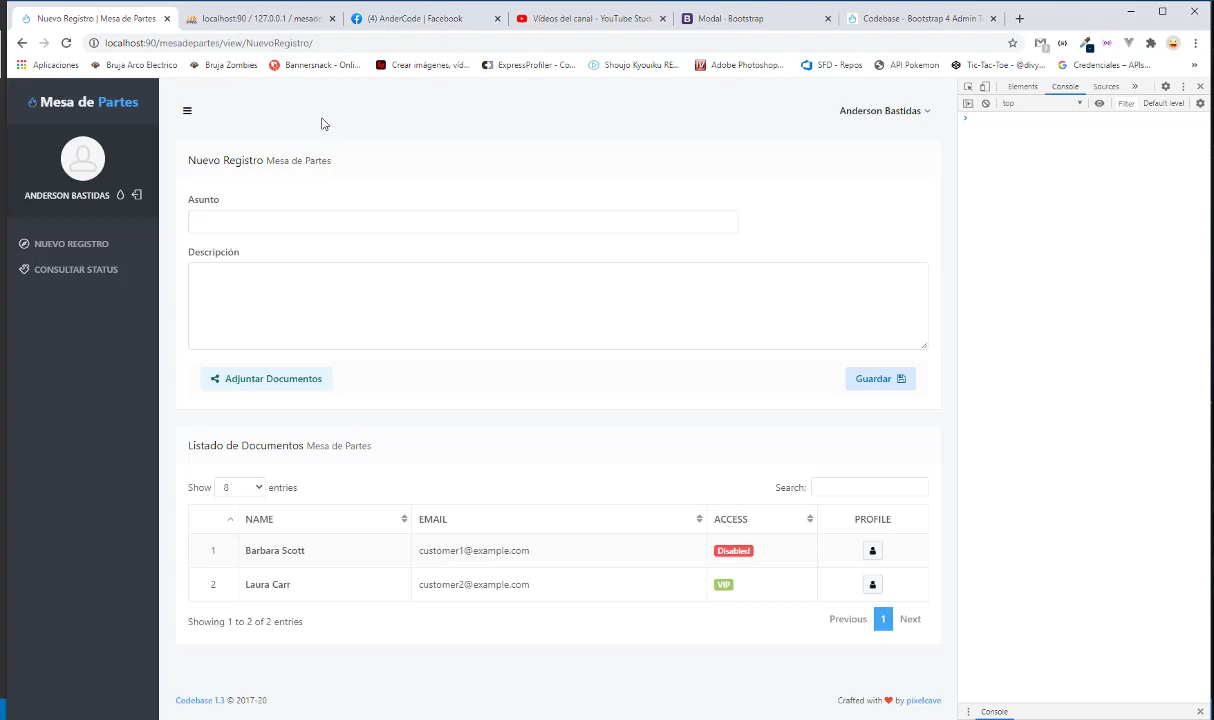 Nuevo Registro | Mesa de Partes
localhost:90 / 127.0.0.1 / mesade
(4) AnderCode | Facebook
Vídeos del canal - YouTube Studi
Modal - Bootstrap
Codebase - Bootstrap 4 Admin T
localhost:90/mesadepartes/view/NuevoRegistro/
Aplicaciones
Bruja Arco Electrico
Bruja Zombies
Bannersnack - Onli...
Crear imágenes, víd...
ExpressProfiler - Co...
Shoujo Kyouiku RE...
Adobe Photoshop...
SFD - Repos
API Pokemon
Tic-Tac-Toe - @divy...
Credenciales – APIs...
»
Mesa de Partes
ANDERSON BASTIDAS
NUEVO REGISTRO
CONSULTAR STATUS
Anderson Bastidas
Nuevo Registro Mesa de Partes
Asunto
Descripción
Adjuntar Documentos
Guardar
Listado de Documentos Mesa de Partes
Show 8 entries
Search:
NAME EMAIL ACCESS PROFILE
1 Barbara Scott customer1@example.com Disabled
2 Laura Carr customer2@example.com VIP
Showing 1 to 2 of 2 entries
Previous 1 Next
Codebase 1.3 © 2017-20
Crafted with ❤ by pixelcave
Elements Console Sources »
top Filter Default level
Console